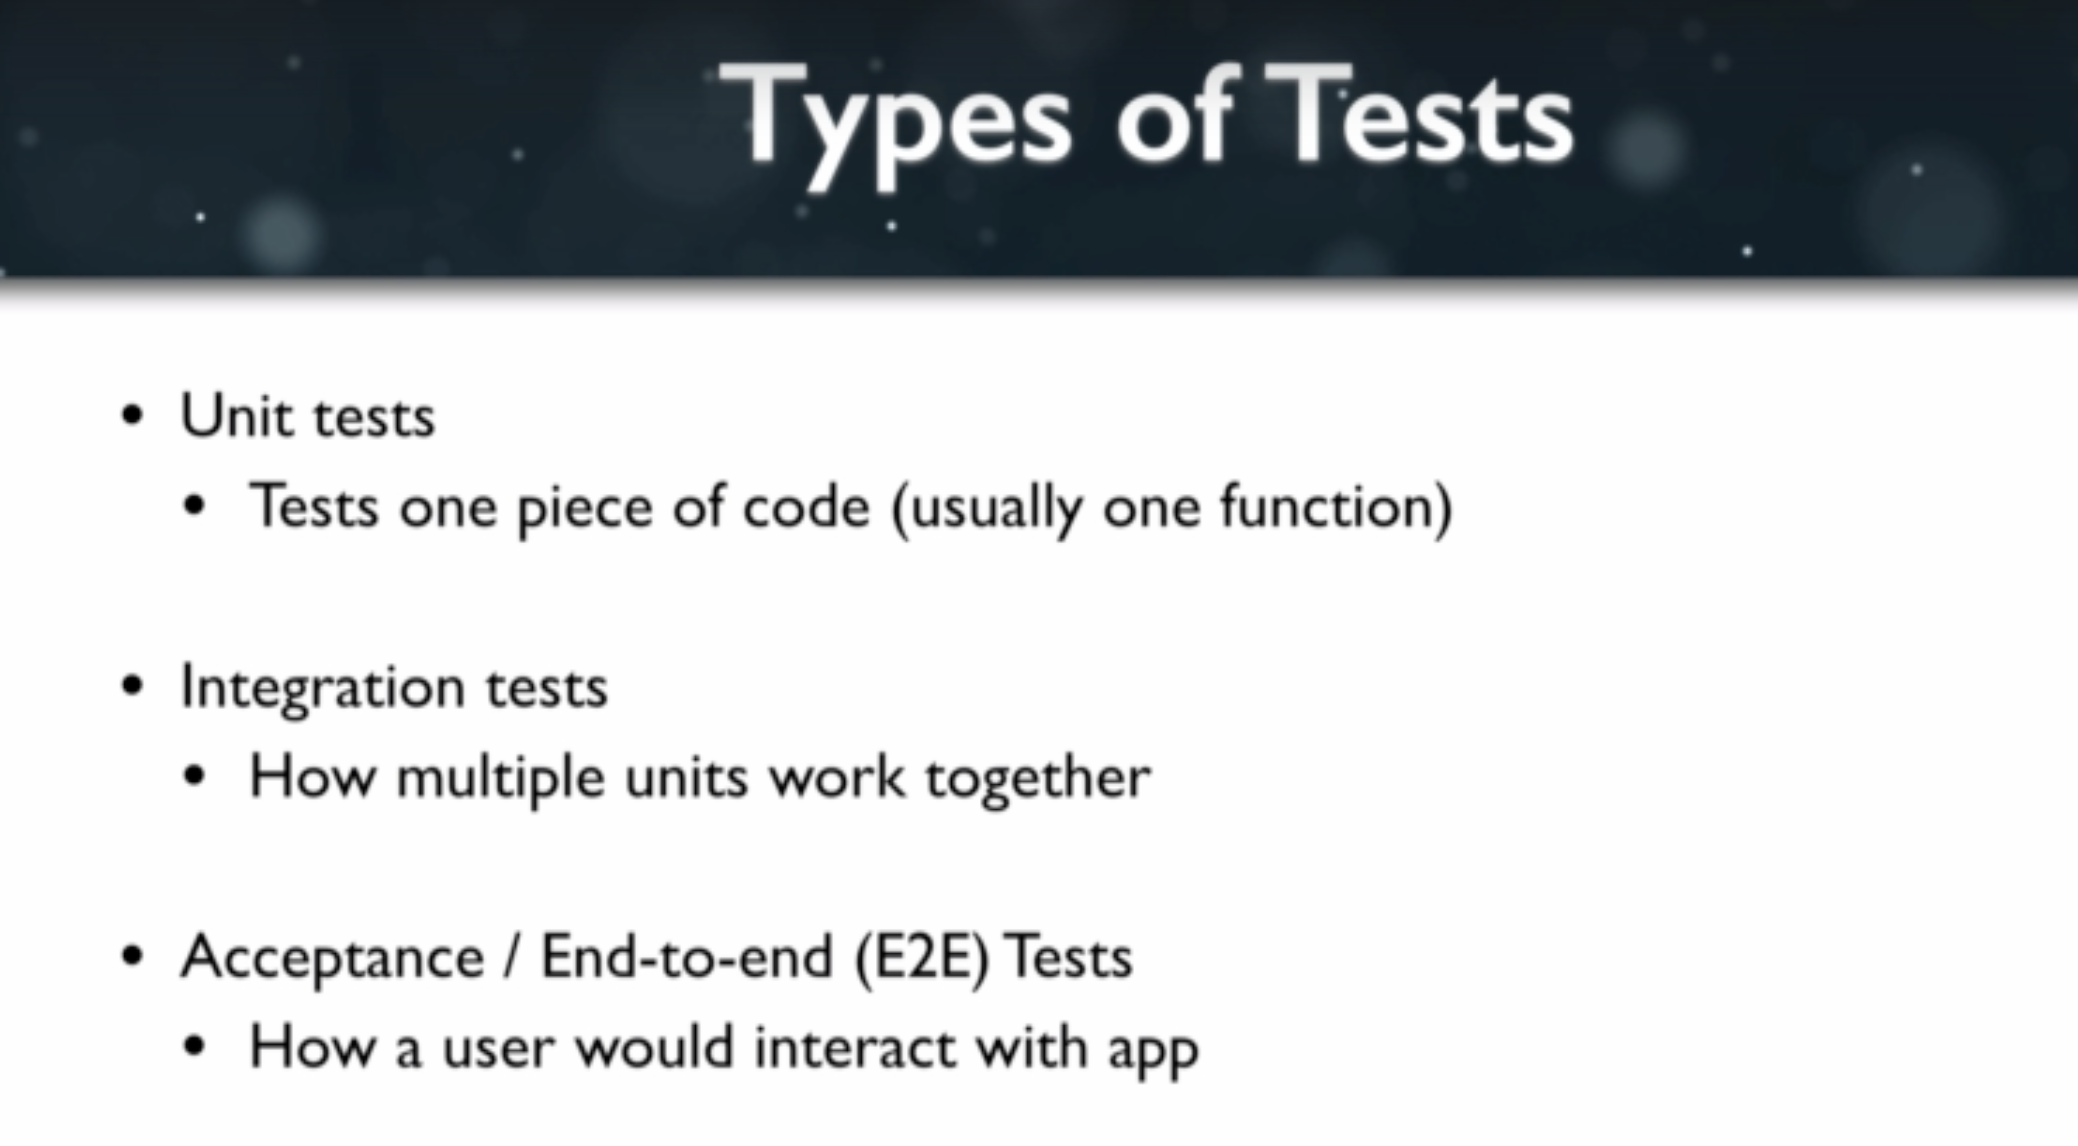 Types of Tests
• Unit tests
• Tests one piece of code (usually one function)
• Integration tests
• How multiple units work together
• Acceptance / End-to-end (E2E) Tests
• How a user would interact with app